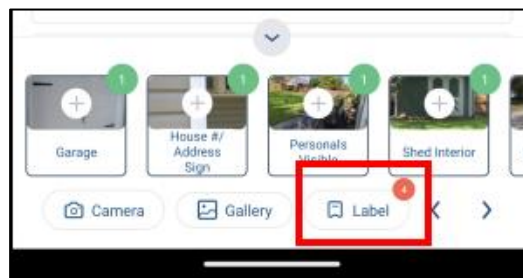 1
1
1
1
Garage
House #/
Address
Sign
Personals
Visible
Shed Interior
Camera
Gallery
Label
4